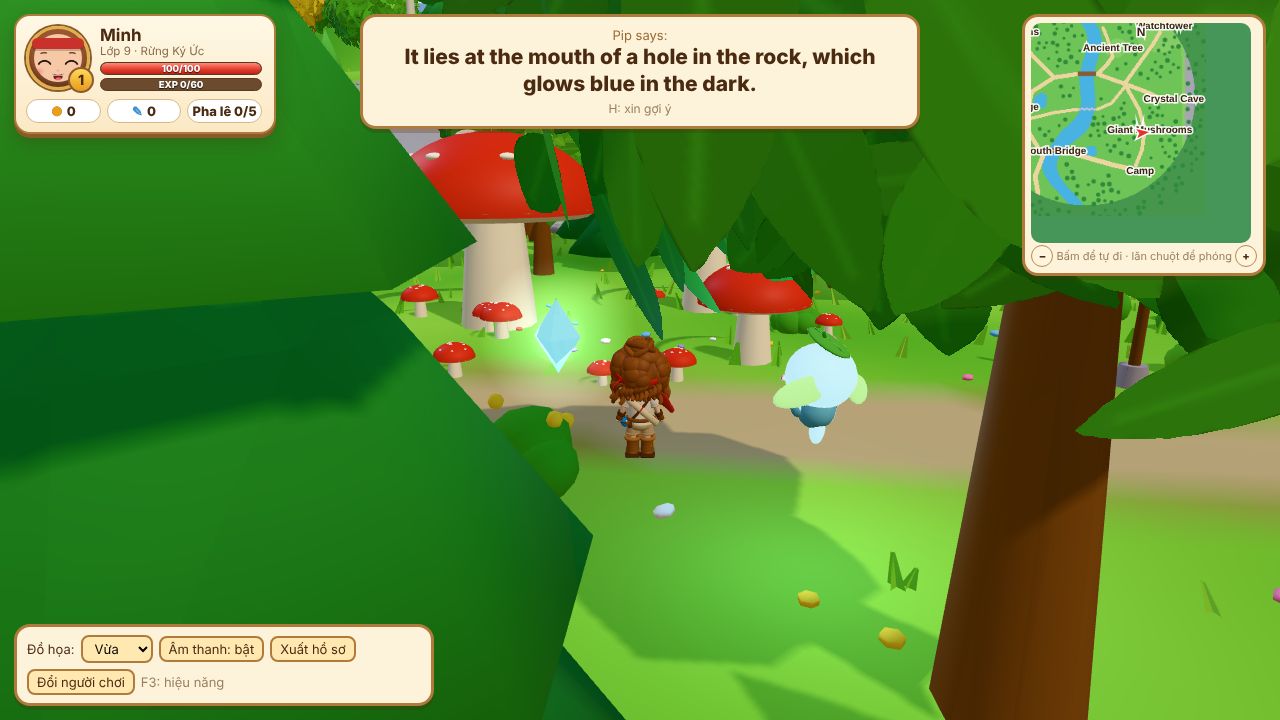 Minh
Lớp 9 · Rừng Ký Ức
100/100
EXP 0/60
1
0
0
Pha lê 0/5
Pip says:
It lies at the mouth of a hole in the rock, which
glows blue in the dark.
H: xin gợi ý
Watchtower
N
Ancient Tree
Crystal Cave
Giant Mushrooms
outh Bridge
Camp
−
Bấm để tự đi · lăn chuột để phóng
+
Đồ họa:
Vừa
Âm thanh: bật
Xuất hồ sơ
Đổi người chơi
F3: hiệu năng